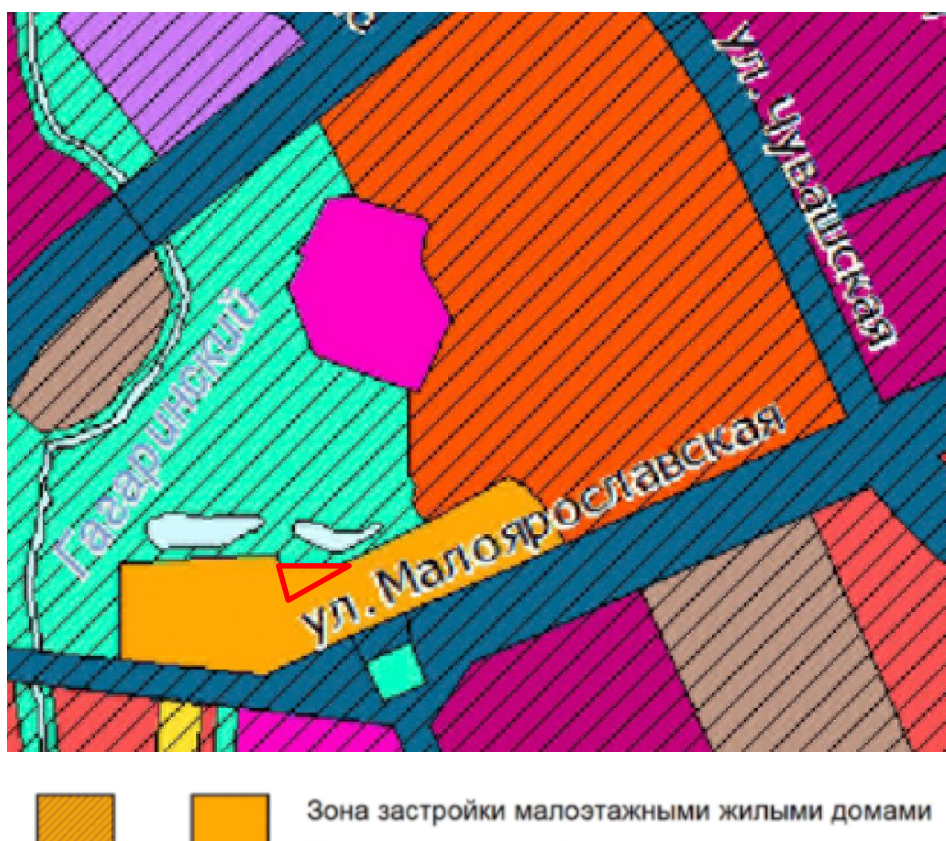 ул. Чувашская
Гагаринский
ул. Малоярославская
Зона застройки малоэтажными жилыми домами